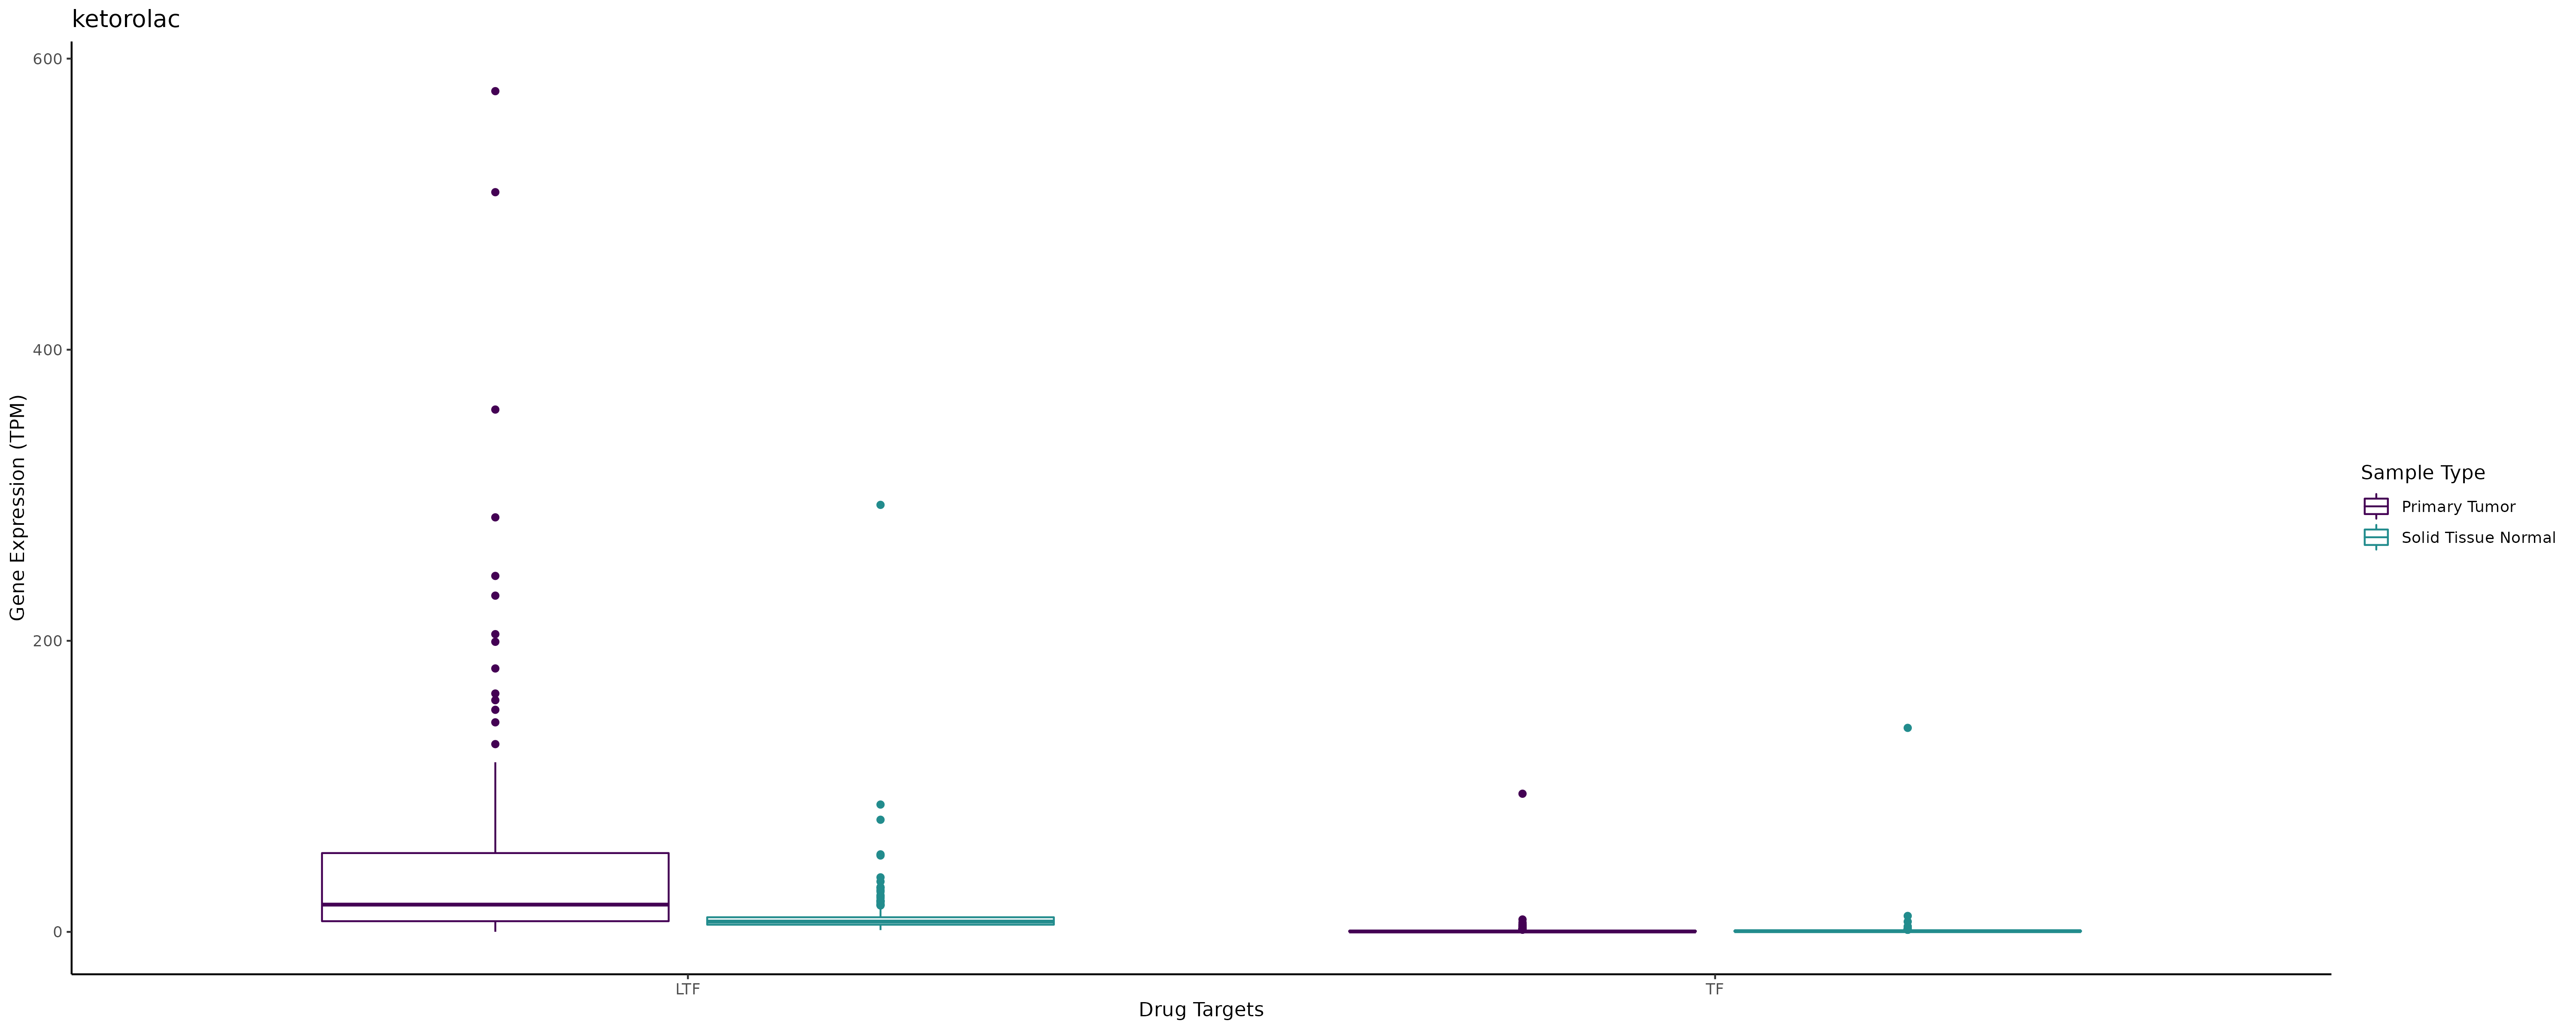 ketorolac
600
400
200
0
Gene Expression (TPM)
LTF
TF
Drug Targets
Sample Type
Primary Tumor
Solid Tissue Normal